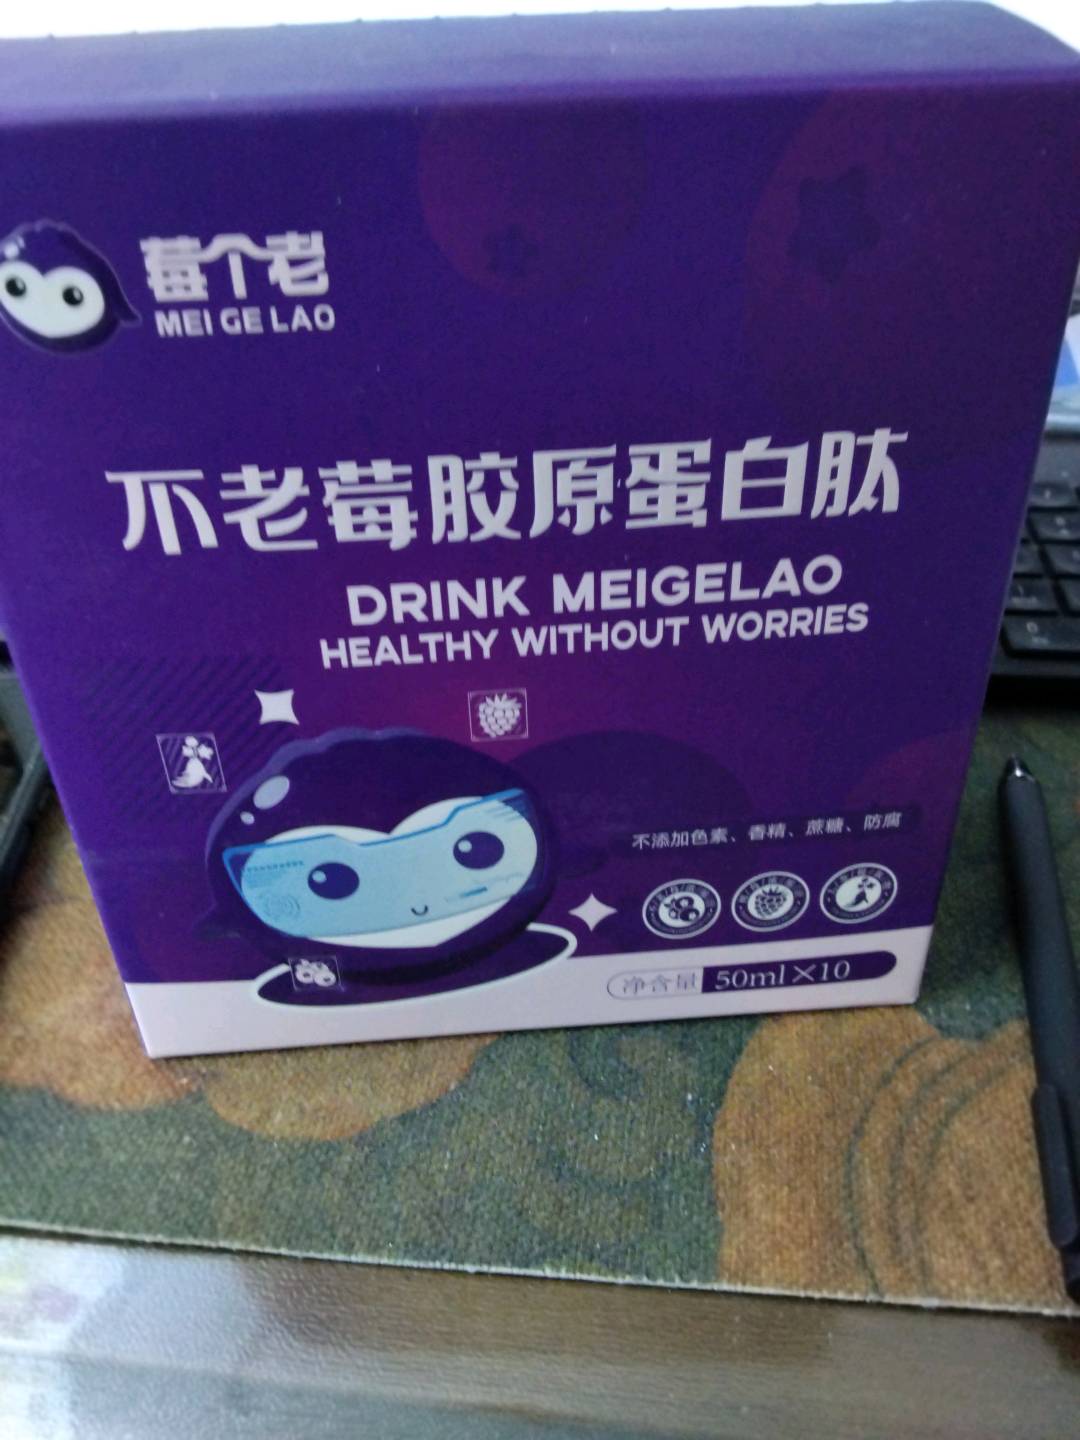 莓个老
MEI GE LAO
不老莓胶原蛋白肽
DRINK MEIGELAO
HEALTHY WITHOUT WORRIES
不添加色素、香精、蔗糖、防腐
净含量 50ml×10